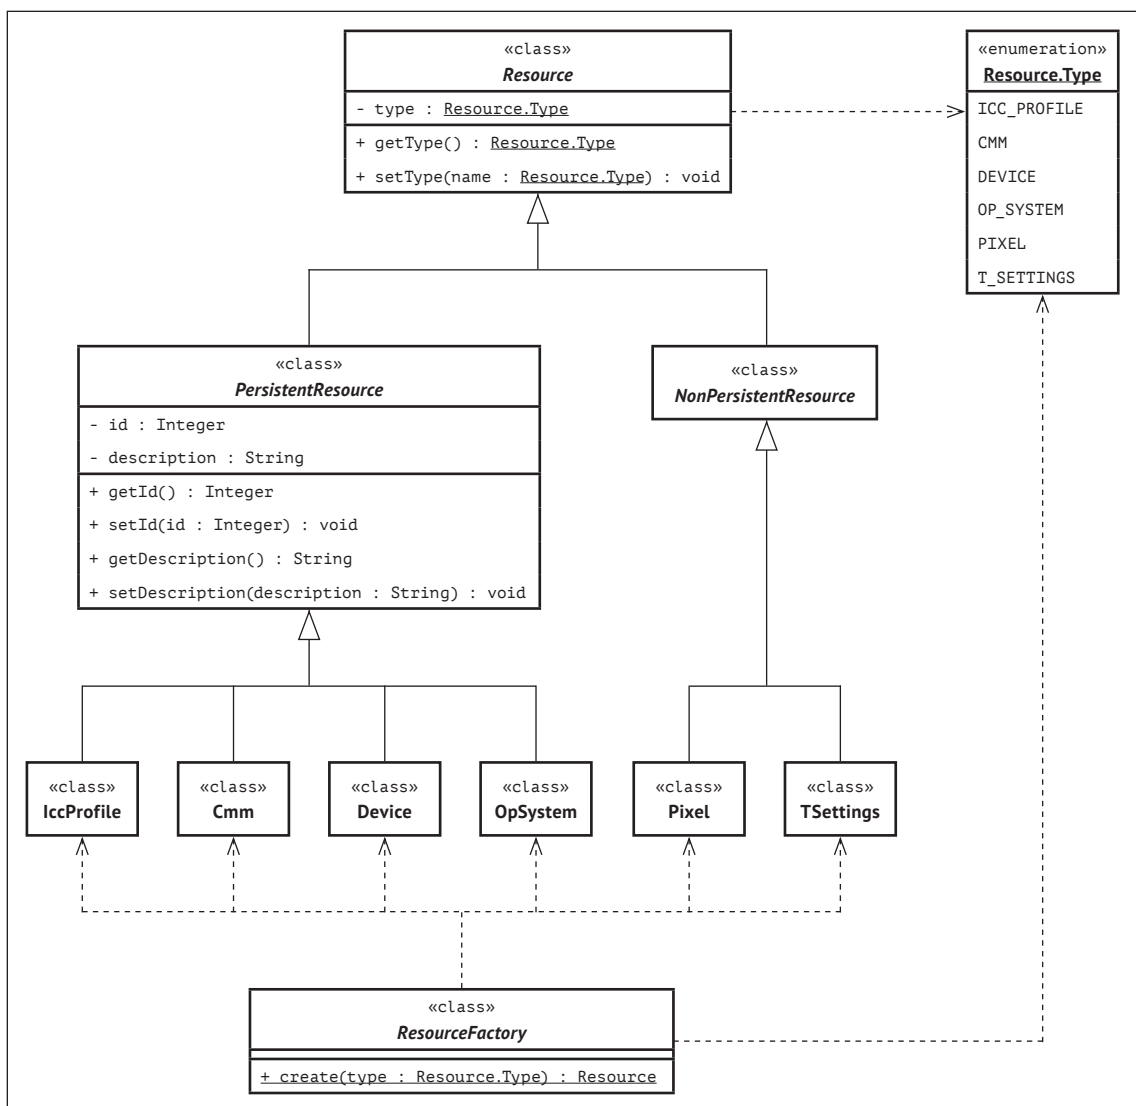 «class»
Resource
- type : Resource.Type
+ getType() : Resource.Type
+ setType(name : Resource.Type) : void
«enumeration»
Resource.Type
ICC_PROFILE
CMM
DEVICE
OP_SYSTEM
PIXEL
T_SETTINGS
«class»
PersistentResource
- id : Integer
- description : String
+ getId() : Integer
+ setId(id : Integer) : void
+ getDescription() : String
+ setDescription(description : String) : void
«class»
NonPersistentResource
«class»
IccProfile
«class»
Cmm
«class»
Device
«class»
OpSystem
«class»
Pixel
«class»
TSettings
«class»
ResourceFactory
+ create(type : Resource.Type) : Resource